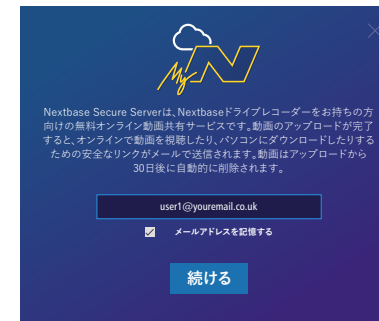 MyN
Nextbase Secure Serverは、Nextbaseドライブレコーダーをお持ちの方
向けの無料オンライン動画共有サービスです。動画のアップロードが完了
すると、オンラインで動画を視聴したり、パソコンにダウンロードしたりする
ための安全なリンクがメールで送信されます。動画はアップロードから
30日後に自動的に削除されます。
user1@youremail.co.uk
メールアドレスを記憶する
続ける